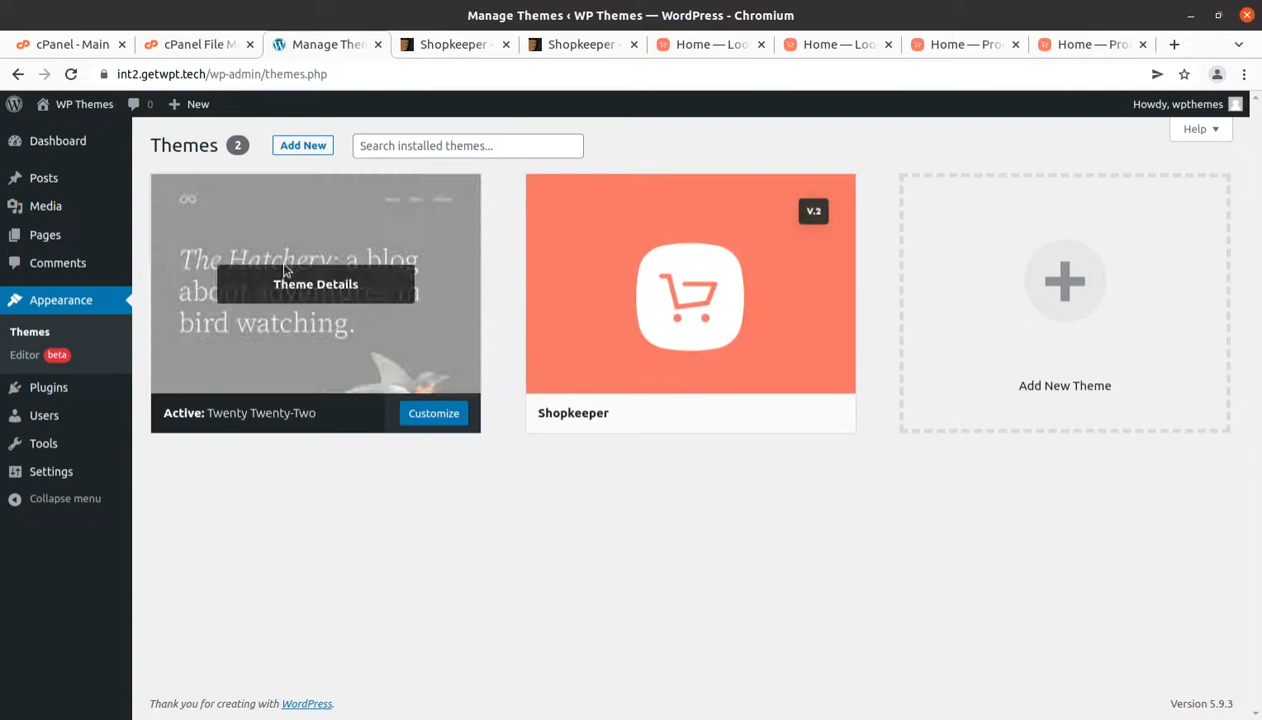 Manage Themes ‹ WP Themes — WordPress - Chromium
cPanel - Main
cPanel File M
Manage Then
Shopkeeper -
Shopkeeper -
Home — Loo
Home — Loo
Home — Pro
Home — Pro
int2.getwpt.tech/wp-admin/themes.php
WP Themes
0
New
Howdy, wpthemes
Dashboard
Posts
Media
Pages
Comments
Appearance
Themes
Editor beta
Plugins
Users
Tools
Settings
Collapse menu
Themes 2
Add New
Search installed themes...
Help
The Hatchery: a blog
about adventures in
bird watching.
Theme Details
Active: Twenty Twenty-Two
Customize
V.2
Shopkeeper
Add New Theme
Thank you for creating with WordPress.
Version 5.9.3